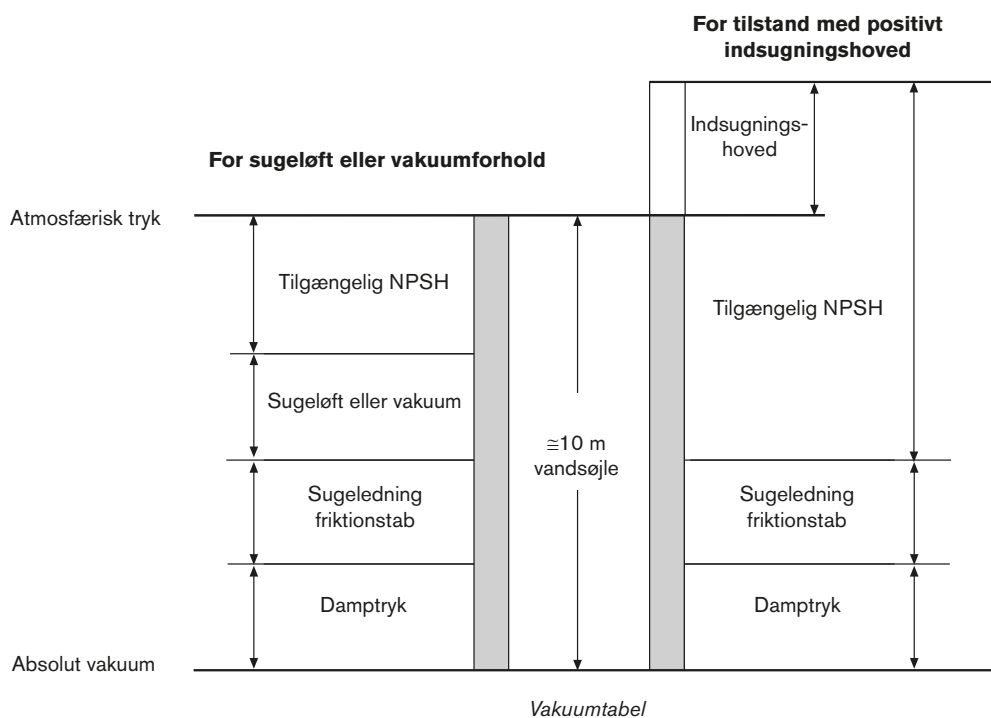 For tilstand med positivt
indsugningshoved
Indsugnings-
hoved
For sugeløft eller vakuumforhold
Atmosfærisk tryk
Tilgængelig NPSH
Tilgængelig NPSH
Sugeløft eller vakuum
≅10 m
vandsøjle
Sugeledning
friktionstab
Sugeledning
friktionstab
Damptryk
Damptryk
Absolut vakuum
Vakuumtabel